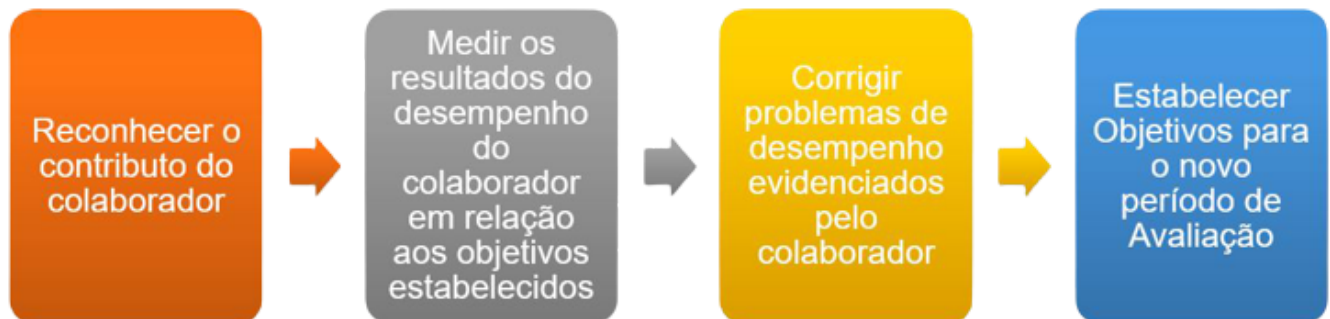 Reconhecer o
contributo do
colaborador
Medir os
resultados do
desempenho
do
colaborador
em relação
aos objetivos
estabelecidos
Corrigir
problemas de
desempenho
evidenciados
pelo
colaborador
Estabelecer
Objetivos para
o novo
período de
Avaliação